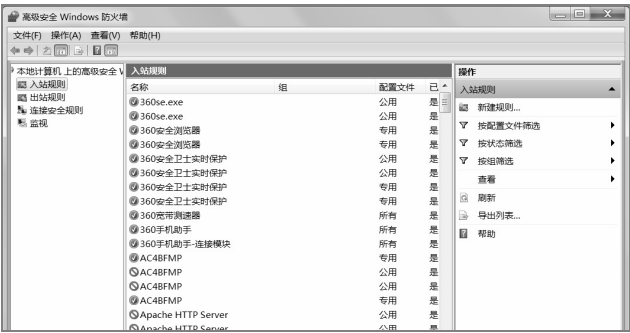 高级安全 Windows 防火墙
文件(F) 操作(A) 查看(V) 帮助(H)
本地计算机 上的高级安全
入站规则
出站规则
连接安全规则
监视
入站规则
名称 组 配置文件 已
360se.exe 公用 是
360se.exe 公用 是
360安全浏览器 专用 是
360安全浏览器 专用 是
360安全卫士实时保护 公用 是
360安全卫士实时保护 公用 是
360安全卫士实时保护 专用 是
360安全卫士实时保护 专用 是
360宽带测速器 所有 是
360手机助手 所有 是
360手机助手-连接模块 所有 是
AC4BFMP 专用 是
AC4BFMP 公用 是
AC4BFMP 公用 是
AC4BFMP 专用 是
Apache HTTP Server 公用 是
Apache HTTP Server 公用 是
操作
入站规则
新建规则...
按配置文件筛选
按状态筛选
按组筛选
查看
刷新
导出列表...
帮助